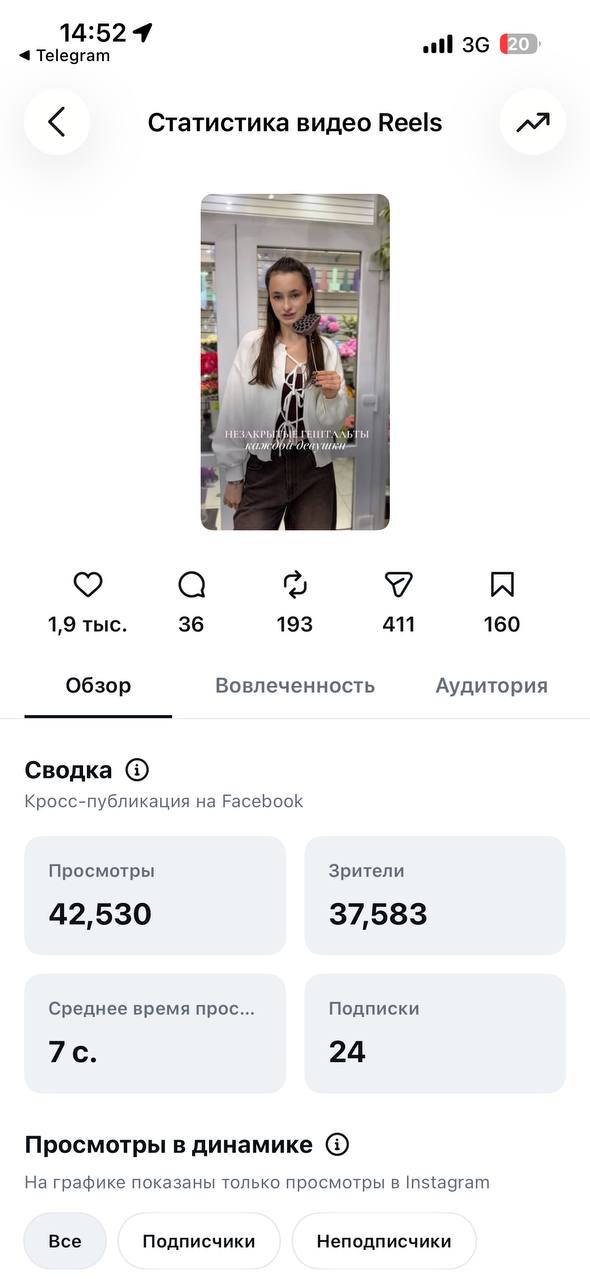 14:52
3G
20
◀ Telegram
Статистика видео Reels
НЕЗАКРЫТЫЕ ГЕШТАЛЬТЫ
каждой девушки
1,9 тыс.
36
193
411
160
Обзор
Вовлеченность
Аудитория
Сводка
Кросс-публикация на Facebook
Просмотры
Зрители
42,530
37,583
Среднее время прос...
Подписки
7 с.
24
Просмотры в динамике
На графике показаны только просмотры в Instagram
Все
Подписчики
Неподписчики